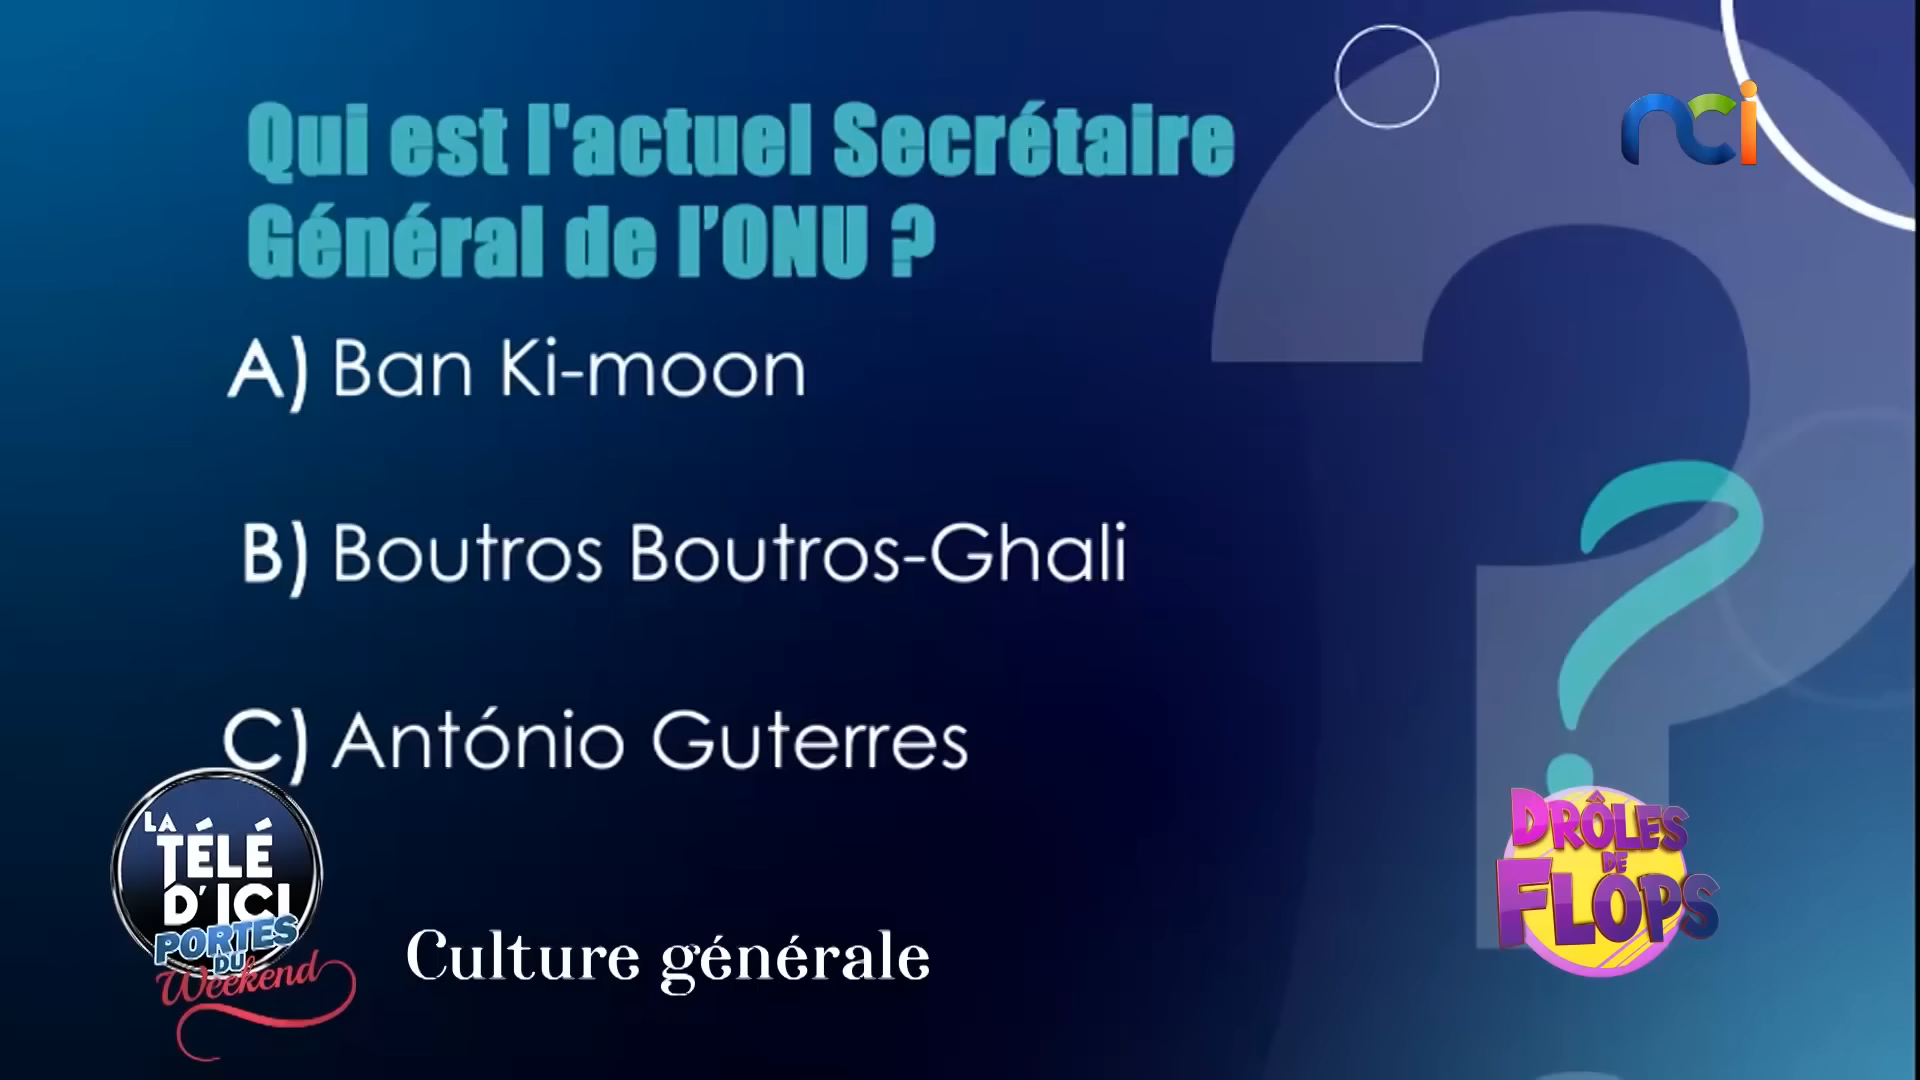 nci
Qui est l'actuel Secrétaire
Général de l’ONU ?
A) Ban Ki-moon
B) Boutros Boutros-Ghali
C) António Guterres
LA
TÉLÉ
D'ICI
PORTES
DU
Weekend
Culture générale
DRÔLES
DE
FLOPS